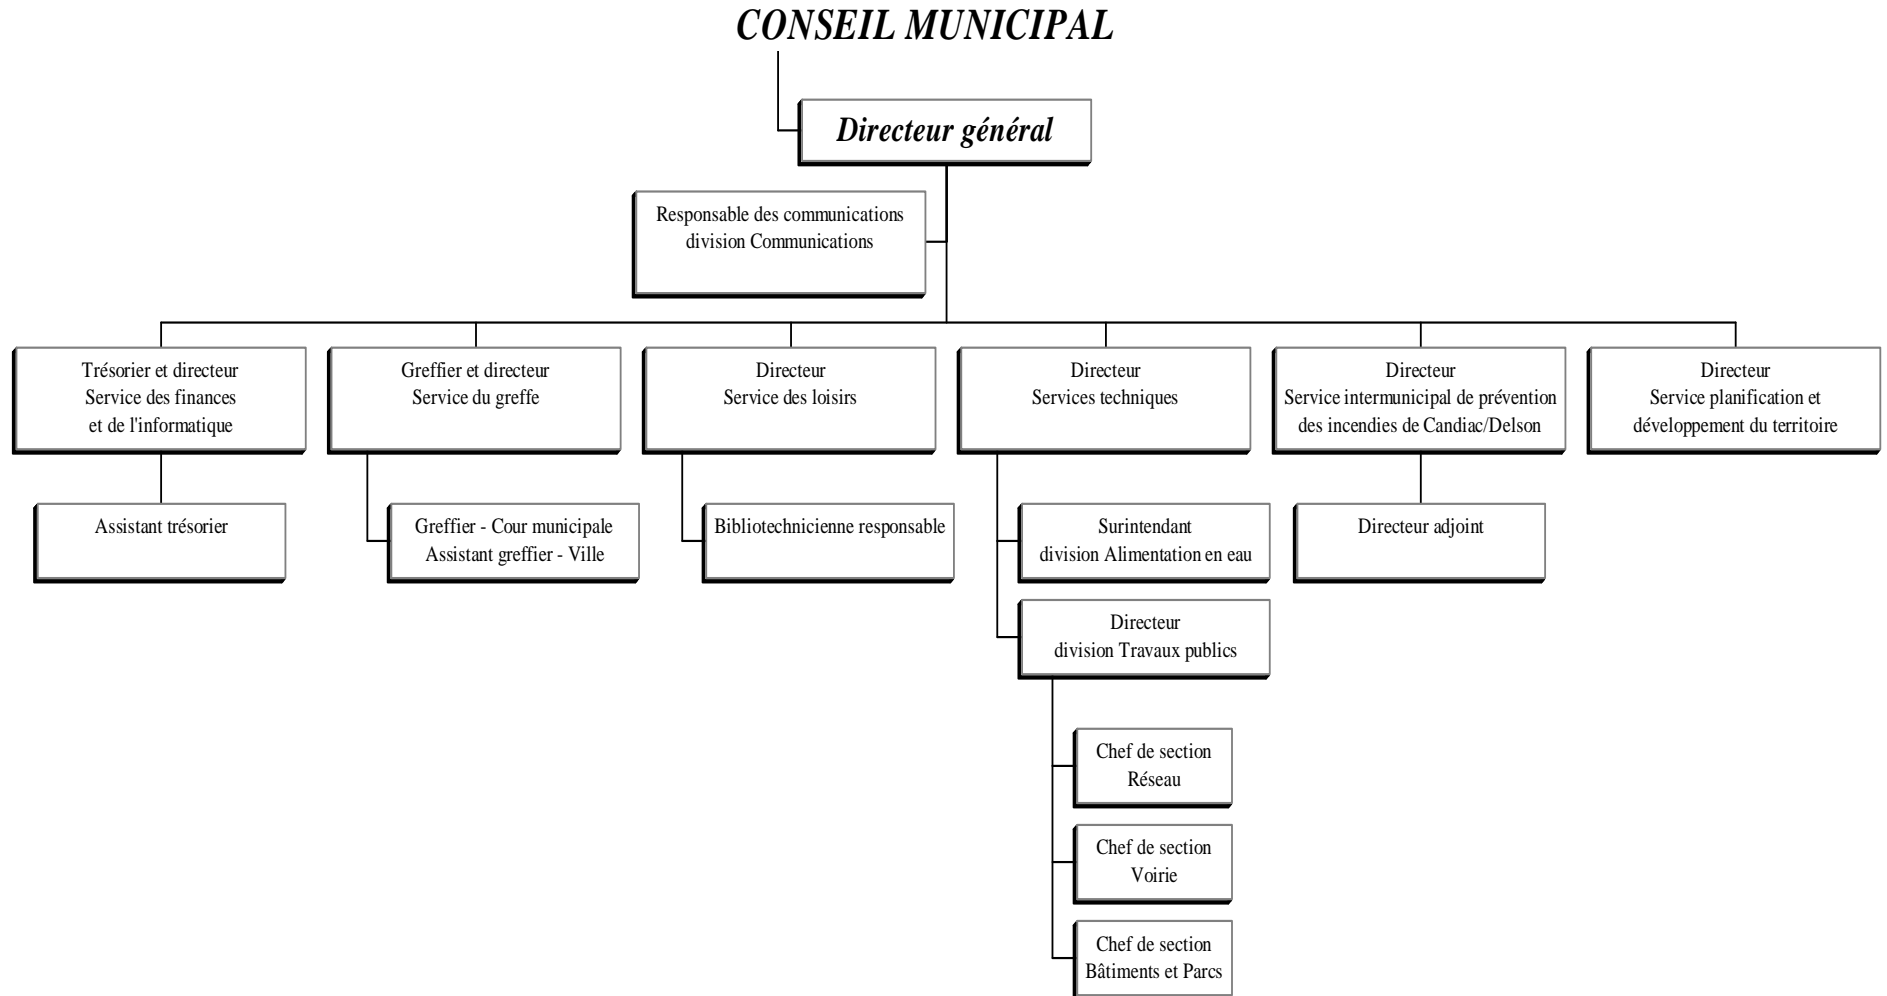 CONSEIL MUNICIPAL
Directeur général
Responsable des communications
division Communications
Trésorier et directeur
Service des finances
et de l'informatique
Greffier et directeur
Service du greffe
Directeur
Service des loisirs
Directeur
Services techniques
Directeur
Service intermunicipal de prévention
des incendies de Candiac/Delson
Directeur
Service planification et
développement du territoire
Assistant trésorier
Greffier - Cour municipale
Assistant greffier - Ville
Bibliotechnicienne responsable
Surintendant
division Alimentation en eau
Directeur adjoint
Directeur
division Travaux publics
Chef de section
Réseau
Chef de section
Voirie
Chef de section
Bâtiments et Parcs